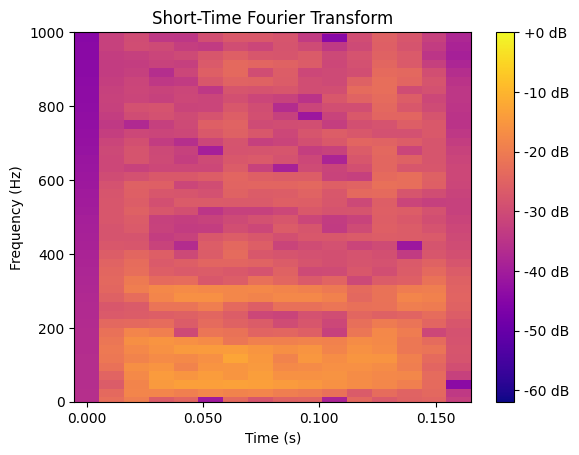 Short-Time Fourier Transform
Frequency (Hz)
1000
800
600
400
200
0
0.000
0.050
0.100
0.150
Time (s)
+0 dB
-10 dB
-20 dB
-30 dB
-40 dB
-50 dB
-60 dB